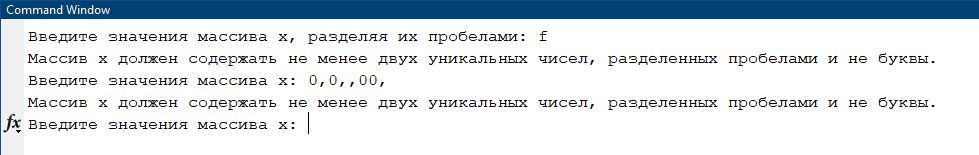 Command Window
Введите значения массива x, разделяя их пробелами: f
Массив x должен содержать не менее двух уникальных чисел, разделенных пробелами и не буквы.
Введите значения массива x: 0,0,,00,
Массив x должен содержать не менее двух уникальных чисел, разделенных пробелами и не буквы.
fx Введите значения массива x: